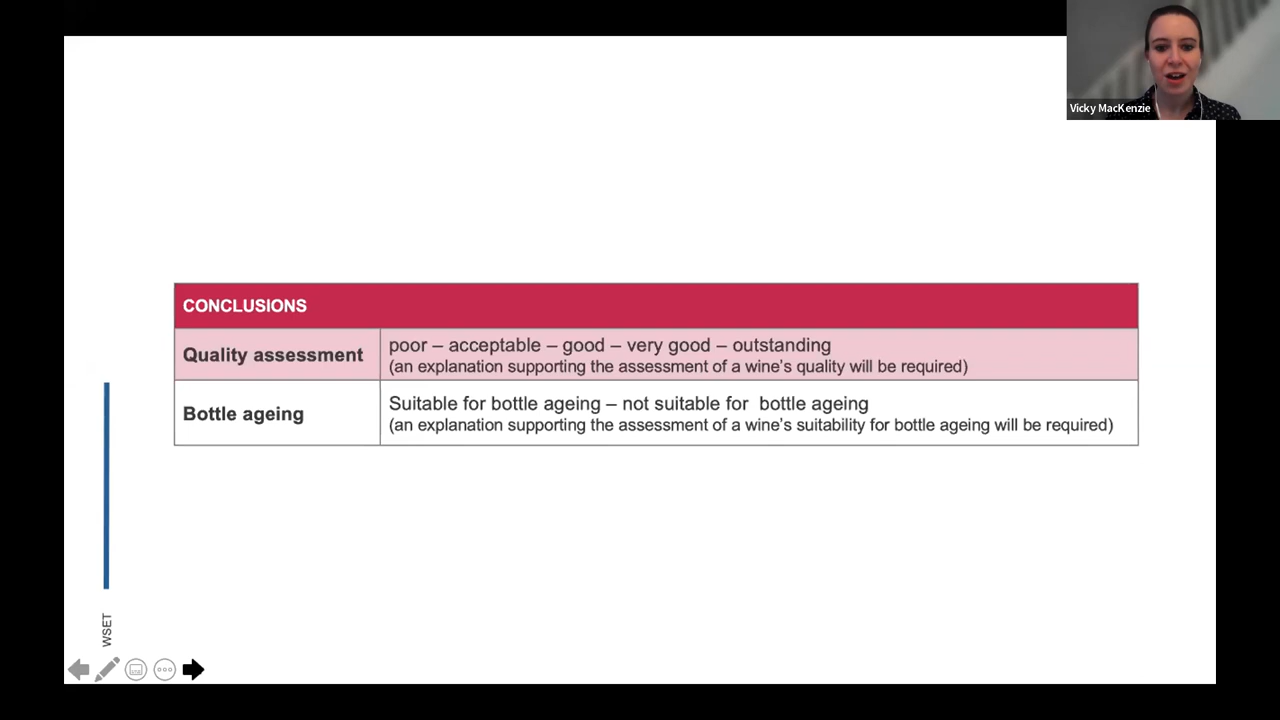 Vicky MacKenzie
CONCLUSIONS
Quality assessment
poor – acceptable – good – very good – outstanding
(an explanation supporting the assessment of a wine's quality will be required)
Bottle ageing
Suitable for bottle ageing – not suitable for  bottle ageing
(an explanation supporting the assessment of a wine's suitability for bottle ageing will be required)
WSET